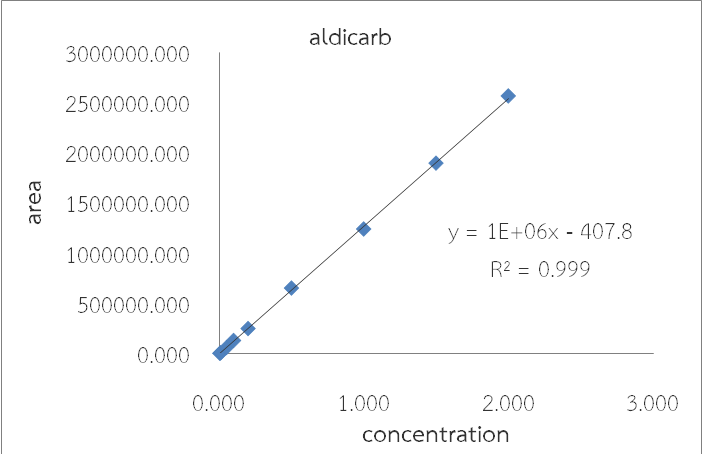 aldicarb
3000000.000
2500000.000
2000000.000
1500000.000
1000000.000
500000.000
0.000
area
y = 1E+06x - 407.8
R² = 0.999
0.000 1.000 2.000 3.000
concentration